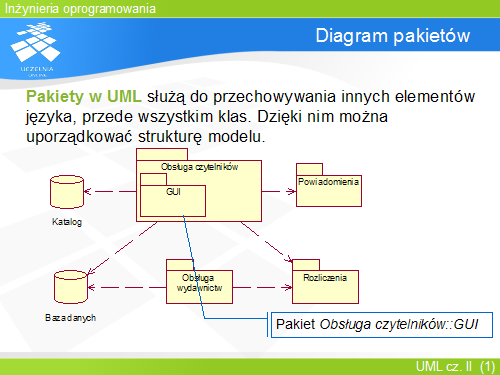 Inżynieria oprogramowania
Diagram pakietów
UCZELNIA
ONLINE
Pakiety w UML służą do przechowywania innych elementów
języka, przede wszystkim klas. Dzięki nim można
uporządkować strukturę modelu.
Obsługa czytelników
GUI
Powiadomienia
Katalog
Obsługa
wydawnictw
Rozliczenia
Baza danych
Pakiet Obsługa czytelników::GUI
UML cz. II (1)